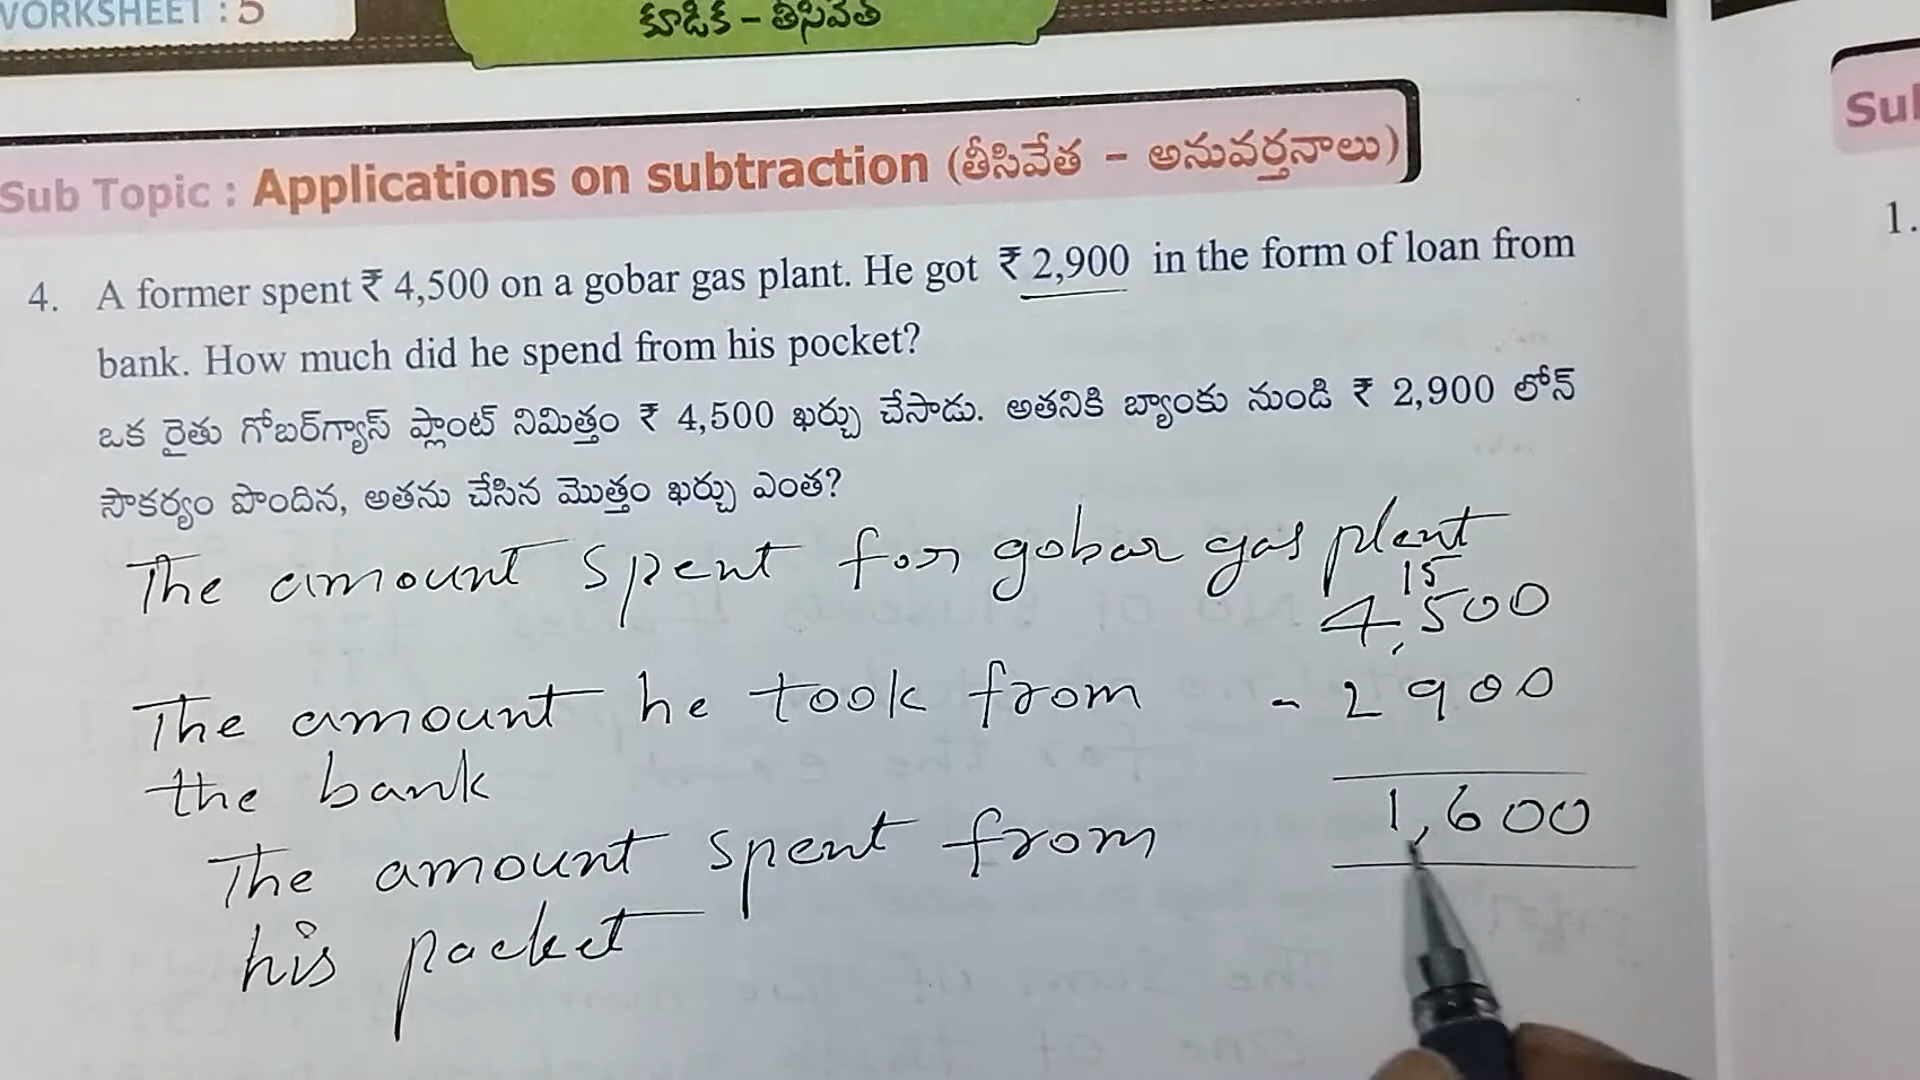 WORKSHEET : 5
కూడిక – తీసివేత
Sub Topic : Applications on subtraction (తీసివేత – అనువర్తనాలు)
4. A former spent ₹ 4,500 on a gobar gas plant. He got ₹ 2,900 in the form of loan from
bank. How much did he spend from his pocket?
ఒక రైతు గోబర్‌గ్యాస్ ప్లాంట్ నిమిత్తం ₹ 4,500 ఖర్చు చేసాడు. అతనికి బ్యాంకు నుండి ₹ 2,900 లోన్
సౌకర్యం పొందిన, అతను చేసిన మొత్తం ఖర్చు ఎంత?
The amount spent for gobar gas plant
15
4,500
The amount he took from - 2900
the bank
The amount spent from 1,600
his packet
Sul
1.